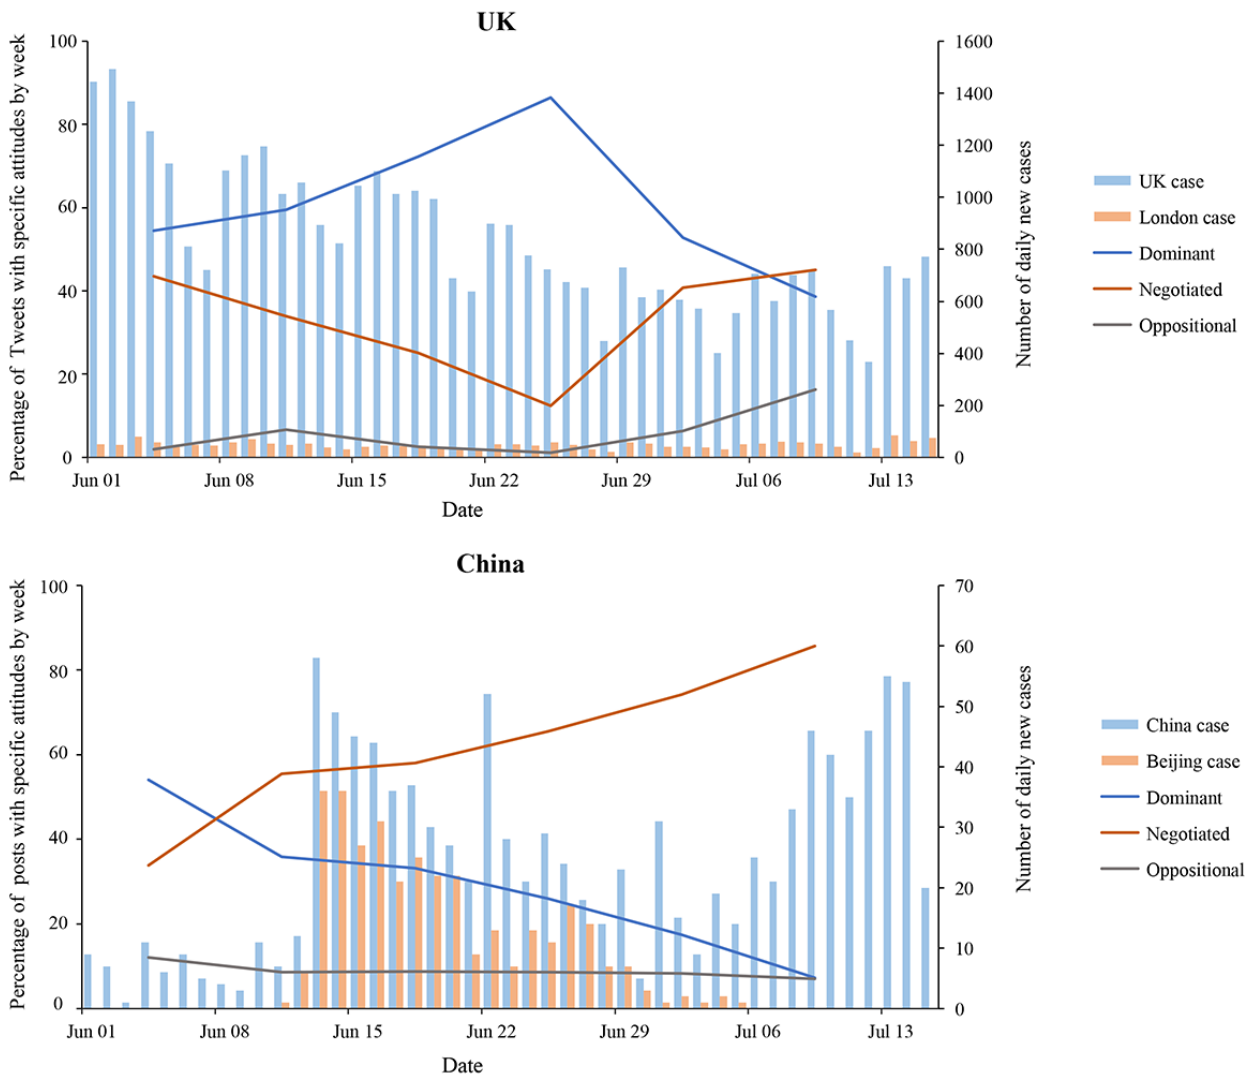 UK
Percentage of Tweets with specific attitudes by week
100
80
60
40
20
0
1600
1400
1200
1000
800
600
400
200
0
Number of daily new cases
Jun 01 Jun 08 Jun 15 Jun 22 Jun 29 Jul 06 Jul 13
Date
UK case
London case
Dominant
Negotiated
Oppositional
China
Percentage of posts with specific attitudes by week
100
80
60
40
20
0
70
60
50
40
30
20
10
0
Number of daily new cases
Jun 01 Jun 08 Jun 15 Jun 22 Jun 29 Jul 06 Jul 13
Date
China case
Beijing case
Dominant
Negotiated
Oppositional